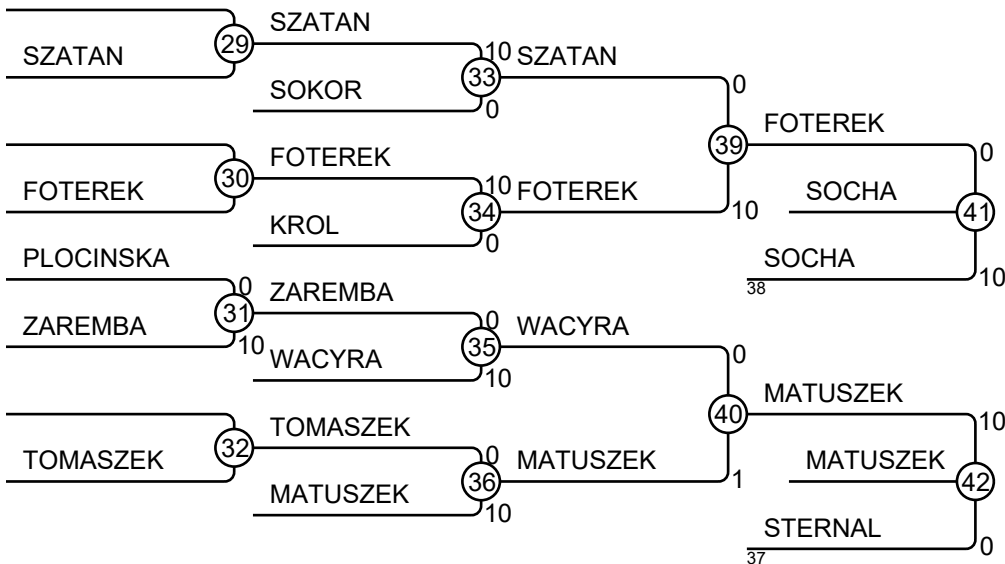 SZATAN
10
SZATAN
29
SZATAN
33
SOKOR
0
0
FOTEREK
39
FOTEREK
10
0
30
FOTEREK
FOTEREK
10
SOCHA
34
41
KROL
0
PLOCINSKA
SOCHA
10
38
0
ZAREMBA
31
ZAREMBA
10
0
WACYRA
35
WACYRA
10
0
MATUSZEK
40
TOMASZEK
10
32
TOMASZEK
0
MATUSZEK
1
MATUSZEK
36
42
MATUSZEK
10
STERNAL
0
37